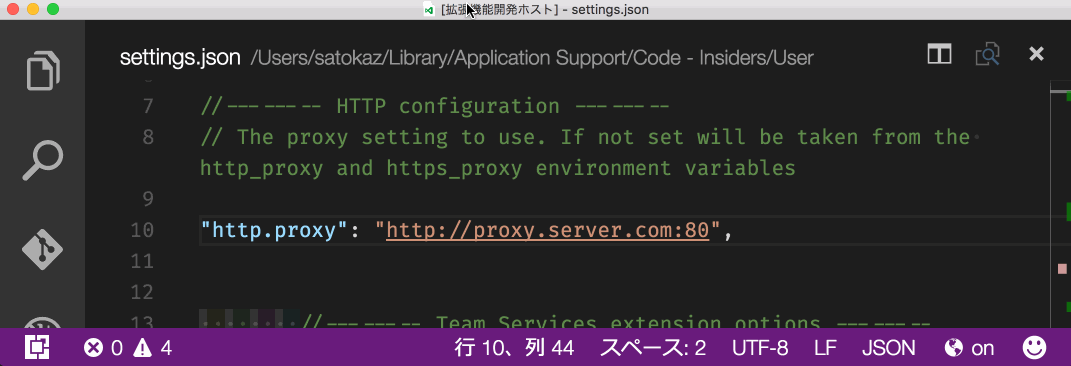 [拡張機能開発ホスト] - settings.json
settings.json /Users/satokaz/Library/Application Support/Code - Insiders/User
7 //------- HTTP configuration -------
8 // The proxy setting to use. If not set will be taken from the
http_proxy and https_proxy environment variables
9
10 "http.proxy": "http://proxy.server.com:80",
11
12
13 //------- Team Services extension options -------
0 4 行 10、列 44 スペース: 2 UTF-8 LF JSON on